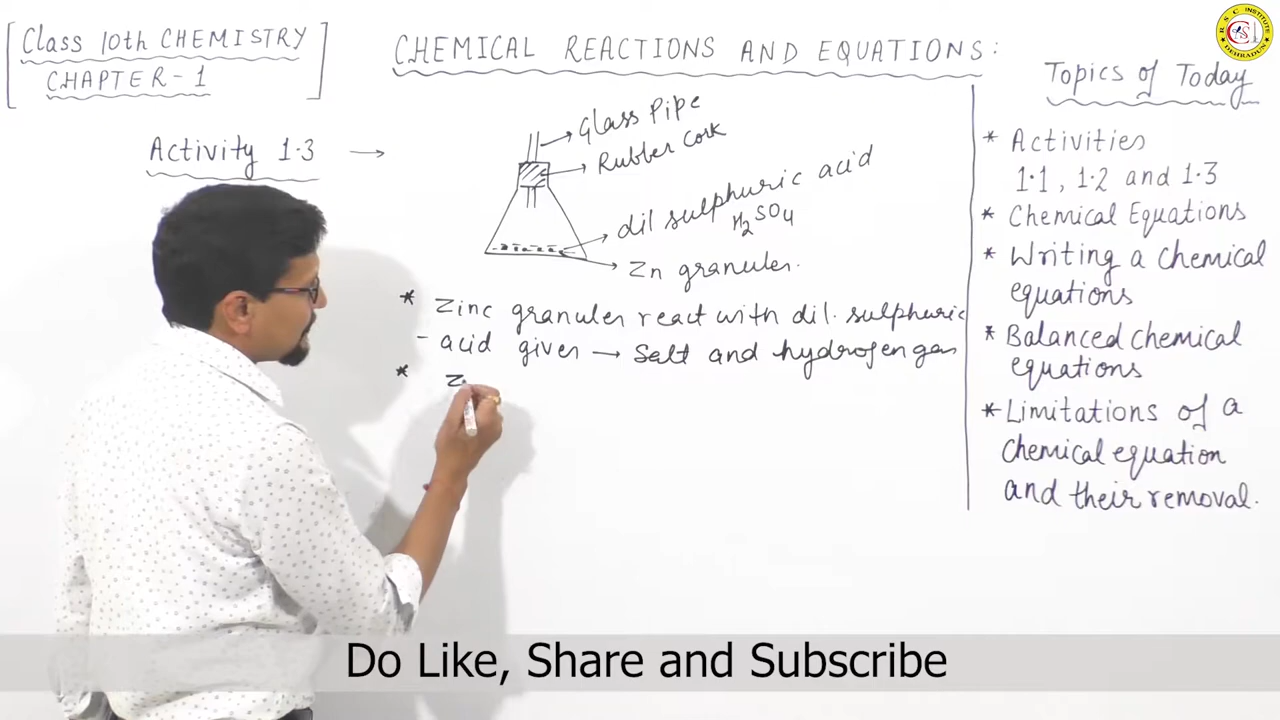 [Class 10th CHEMISTRY
CHAPTER-1]
CHEMICAL REACTIONS AND EQUATIONS:
R S C INSTITUTE
DEHRADUN
Activity 1.3 →
Glass Pipe
Rubber Cork
dil sulphuric acid
H₂SO₄
Zn granules.
* Zinc granules react with dil. sulphuric
- acid gives → Salt and hydrogen gas
* Z
Topics of Today
* Activities
1.1, 1.2 and 1.3
* Chemical Equations
* Writing a chemical
equations
* Balanced chemical
equations
* Limitations of a
chemical equation
and their removal.
Do Like, Share and Subscribe